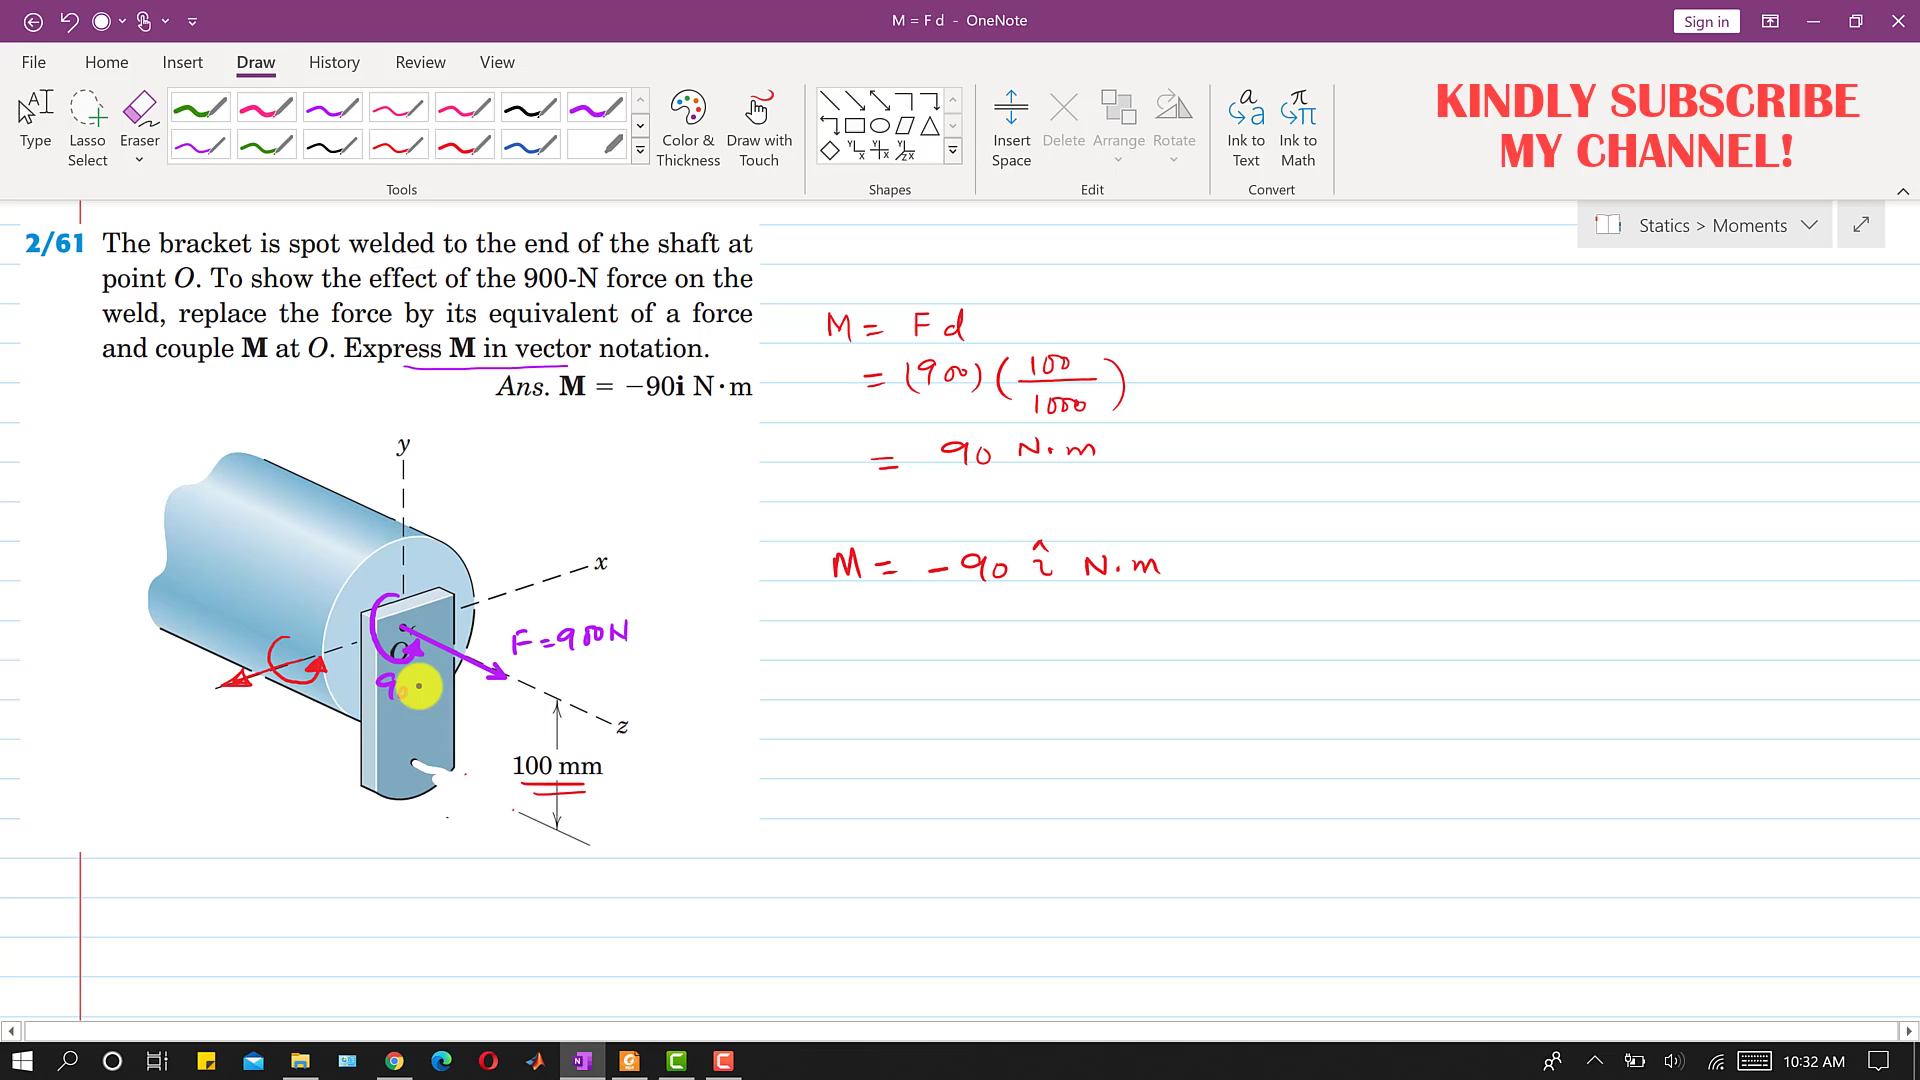 M = F d - OneNote
Sign in
File Home Insert Draw History Review View
Type
Lasso Select
Eraser
Color & Thickness
Draw with Touch
Insert Space
Delete
Arrange
Rotate
Ink to Text
Ink to Math
Tools
Shapes
Edit
Convert
KINDLY SUBSCRIBE
MY CHANNEL!
Statics > Moments
2/61 The bracket is spot welded to the end of the shaft at
point O. To show the effect of the 900-N force on the
weld, replace the force by its equivalent of a force
and couple M at O. Express M in vector notation.
Ans. M = −90i N·m
y
x
O
F = 900N
90
z
100 mm
M = F d
= (900) (100/1000)
= 90 N·m
M = - 90 î N·m
10:32 AM